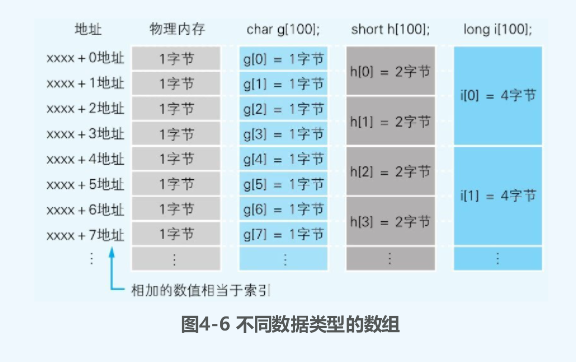 地址 物理内存 char g[100]; short h[100]; long i[100];
xxxx + 0地址 1字节 g[0] = 1字节 h[0] = 2字节 i[0] = 4字节
xxxx + 1地址 1字节 g[1] = 1字节
xxxx + 2地址 1字节 g[2] = 1字节 h[1] = 2字节
xxxx + 3地址 1字节 g[3] = 1字节
xxxx + 4地址 1字节 g[4] = 1字节 h[2] = 2字节 i[1] = 4字节
xxxx + 5地址 1字节 g[5] = 1字节
xxxx + 6地址 1字节 g[6] = 1字节 h[3] = 2字节
xxxx + 7地址 1字节 g[7] = 1字节
⋮ ⋮ ⋮ ⋮ ⋮
相加的数值相当于索引
图4-6 不同数据类型的数组